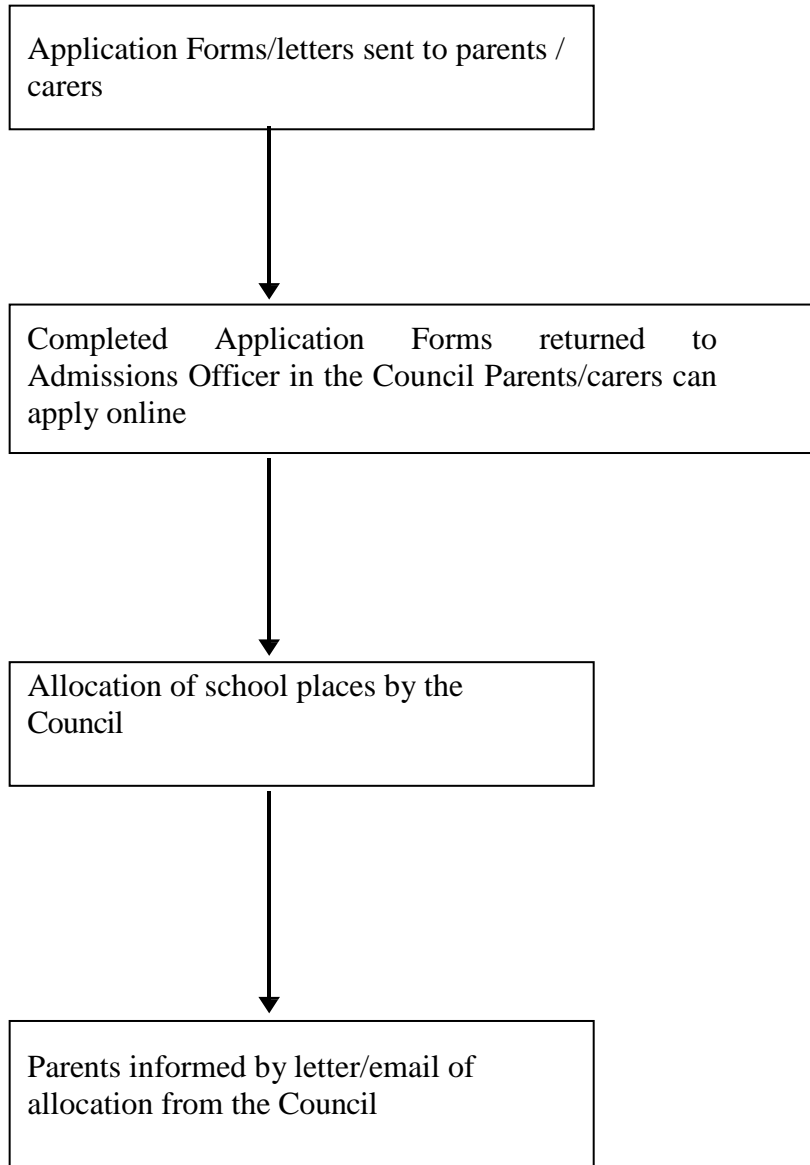 Application Forms/letters sent to parents /
carers
Completed Application Forms returned to
Admissions Officer in the Council Parents/carers can
apply online
Allocation of school places by the
Council
Parents informed by letter/email of
allocation from the Council